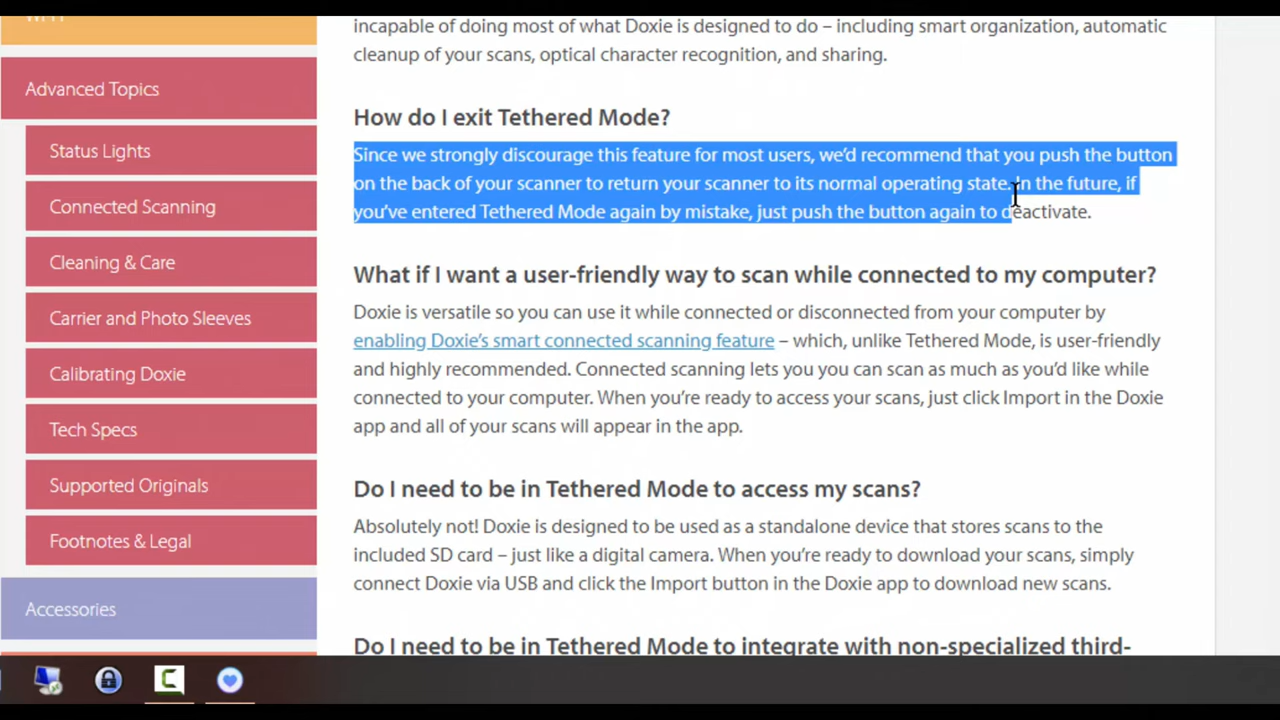 Wi-Fi
Advanced Topics
Status Lights
Connected Scanning
Cleaning & Care
Carrier and Photo Sleeves
Calibrating Doxie
Tech Specs
Supported Originals
Footnotes & Legal
Accessories
incapable of doing most of what Doxie is designed to do – including smart organization, automatic
cleanup of your scans, optical character recognition, and sharing.
How do I exit Tethered Mode?
Since we strongly discourage this feature for most users, we’d recommend that you push the button
on the back of your scanner to return your scanner to its normal operating state. In the future, if
you’ve entered Tethered Mode again by mistake, just push the button again to deactivate.
What if I want a user-friendly way to scan while connected to my computer?
Doxie is versatile so you can use it while connected or disconnected from your computer by
enabling Doxie’s smart connected scanning feature – which, unlike Tethered Mode, is user-friendly
and highly recommended. Connected scanning lets you you can scan as much as you’d like while
connected to your computer. When you’re ready to access your scans, just click Import in the Doxie
app and all of your scans will appear in the app.
Do I need to be in Tethered Mode to access my scans?
Absolutely not! Doxie is designed to be used as a standalone device that stores scans to the
included SD card – just like a digital camera. When you’re ready to download your scans, simply
connect Doxie via USB and click the Import button in the Doxie app to download new scans.
Do I need to be in Tethered Mode to integrate with non-specialized third-